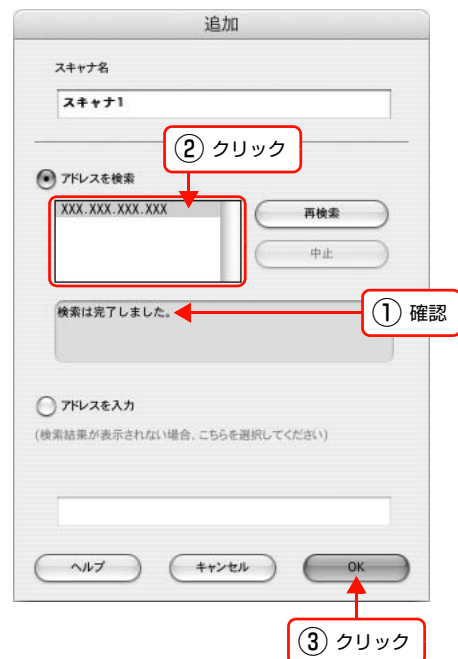 追加
スキャナ名
スキャナ1
② クリック
アドレスを検索
XXX.XXX.XXX.XXX
再検索
中止
検索は完了しました。
① 確認
アドレスを入力
(検索結果が表示されない場合、こちらを選択してください)
ヘルプ
キャンセル
OK
③ クリック